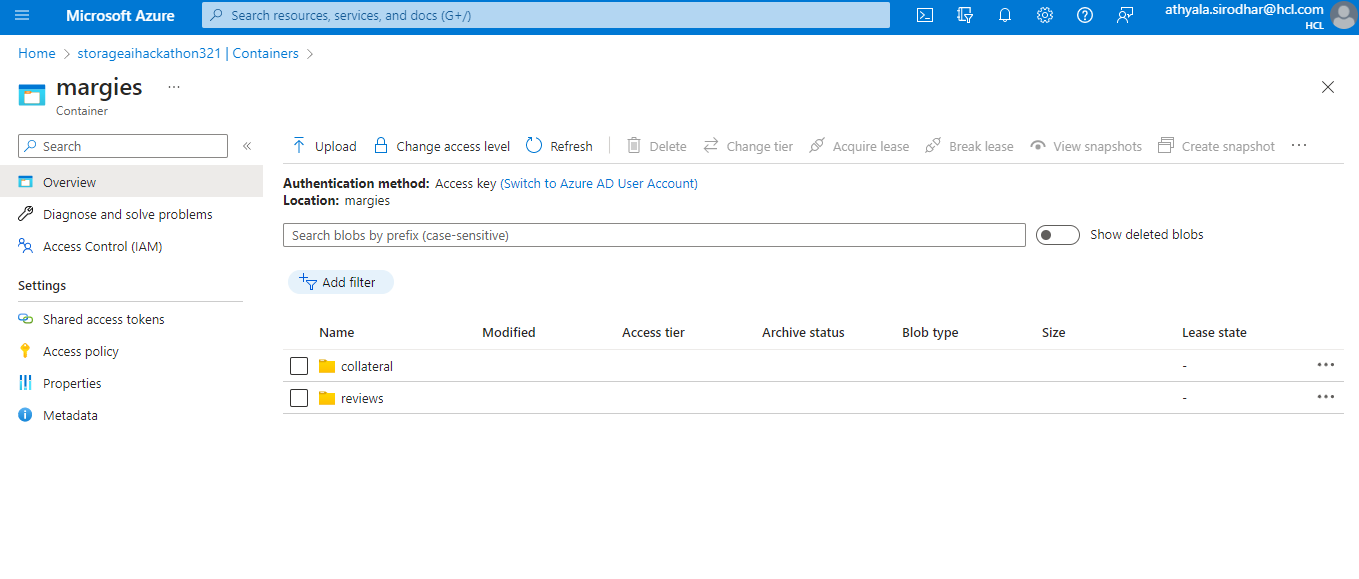 Microsoft Azure
Search resources, services, and docs (G+/)
athyala.sirodhar@hcl.com
HCL
Home > storageaihackathon321 | Containers >
margies ...
Container
Search «
Overview
Diagnose and solve problems
Access Control (IAM)
Settings
Shared access tokens
Access policy
Properties
Metadata
Upload Change access level Refresh Delete Change tier Acquire lease Break lease View snapshots Create snapshot ...
Authentication method: Access key (Switch to Azure AD User Account)
Location: margies
Search blobs by prefix (case-sensitive) Show deleted blobs
Add filter
Name Modified Access tier Archive status Blob type Size Lease state
collateral - ...
reviews - ...